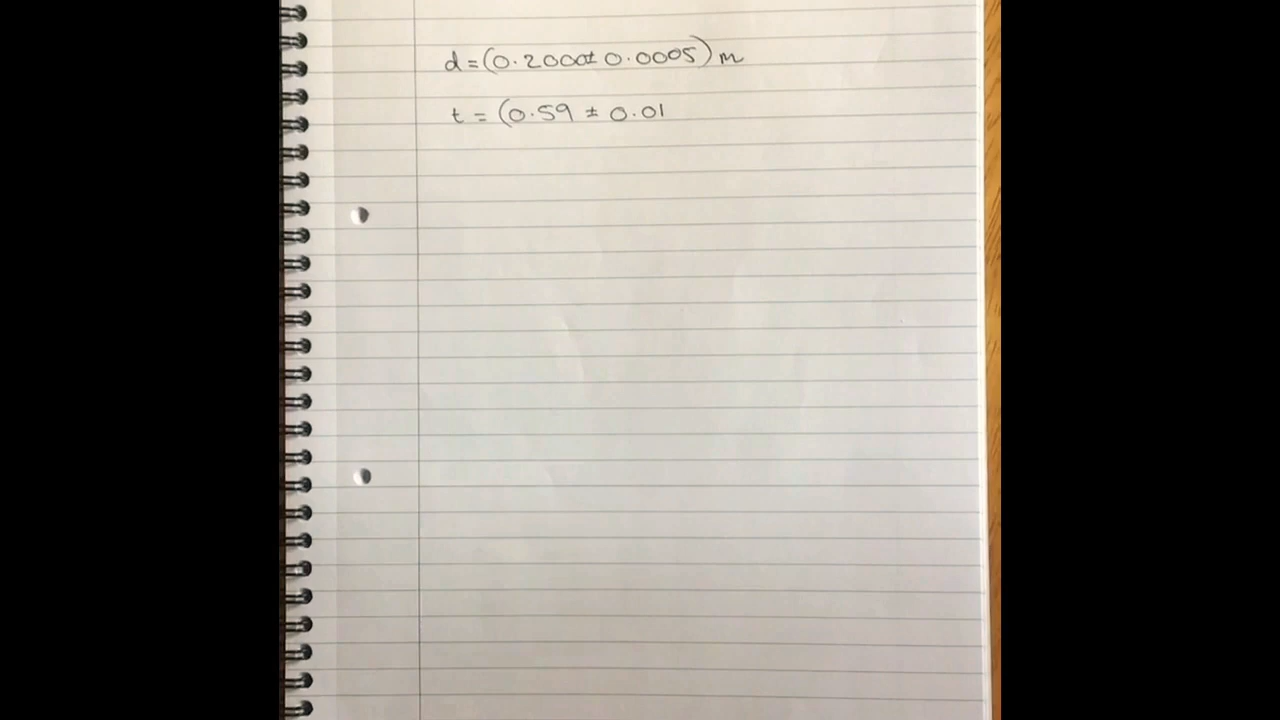 d = (0.2000± 0.0005) m
t = (0.59 ± 0.01